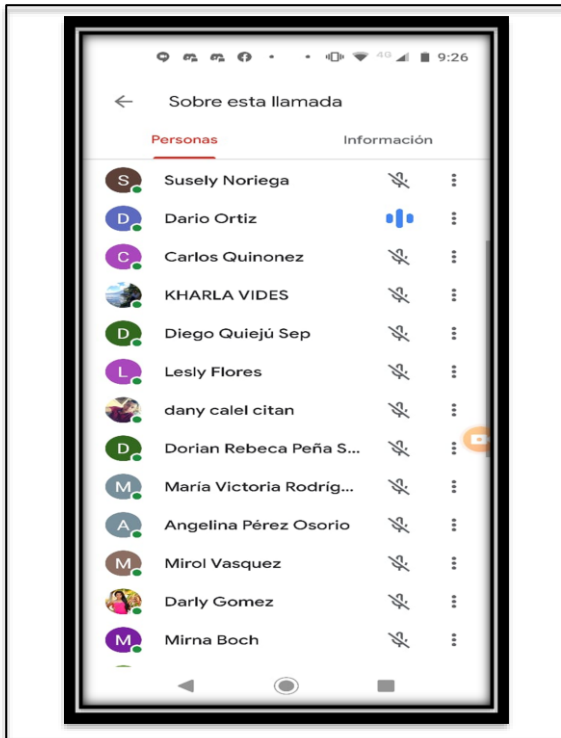 4G 9:26
Sobre esta llamada
Personas Información
S Susely Noriega
D Dario Ortiz
C Carlos Quinonez
KHARLA VIDES
D Diego Quiejú Sep
L Lesly Flores
dany calel citan
D Dorian Rebeca Peña S...
M María Victoria Rodríg...
A Angelina Pérez Osorio
M Mirol Vasquez
Darly Gomez
M Mirna Boch